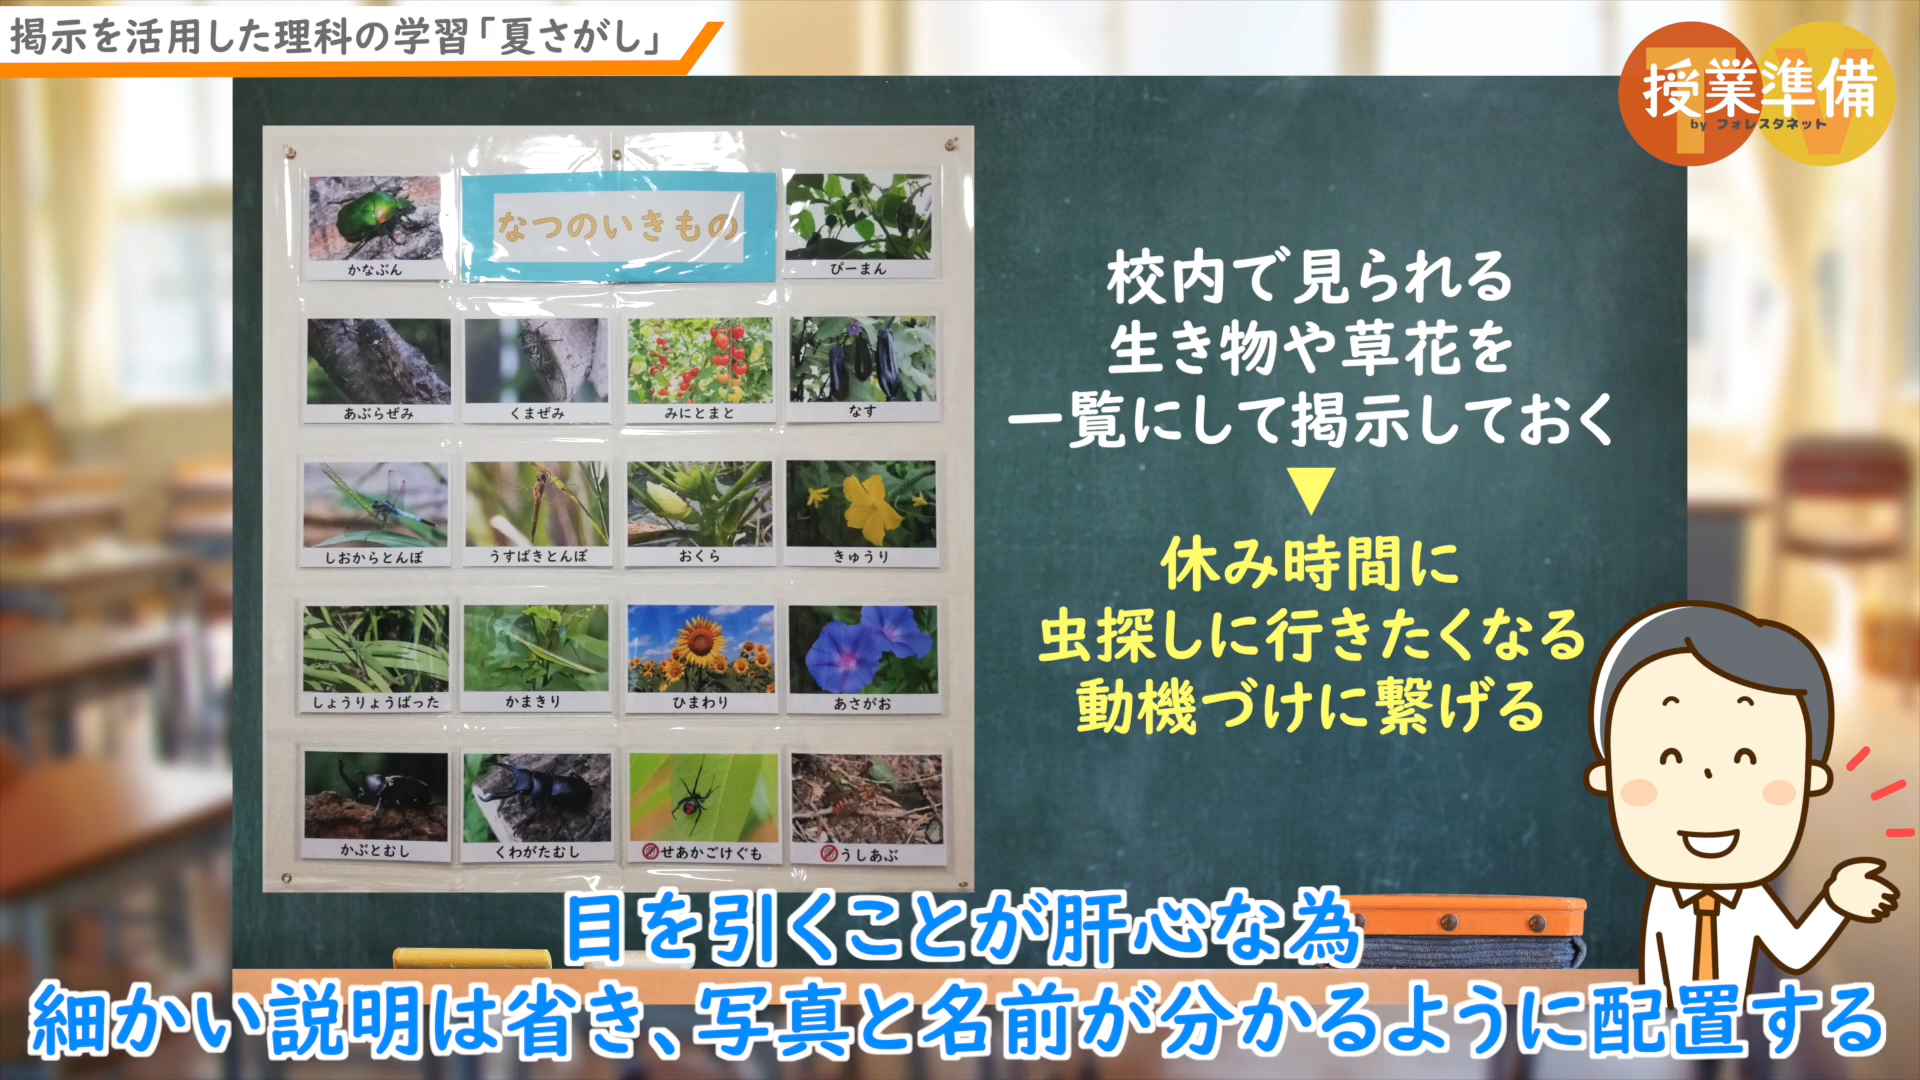 掲示を活用した理科の学習「夏さがし」
TV
授業準備
by フォレスタネット
なつのいきもの
かなぶん
ぴーまん
あぶらぜみ
くまぜみ
みにとまと
なす
しおからとんぼ
うすばきとんぼ
おくら
きゅうり
しょうりょうばった
かまきり
ひまわり
あさがお
かぶとむし
くわがたむし
せあかごけぐも
うしあぶ
校内で見られる
生き物や草花を
一覧にして掲示しておく
休み時間に
虫探しに行きたくなる
動機づけに繋げる
目を引くことが肝心な為
細かい説明は省き、写真と名前が分かるように配置する